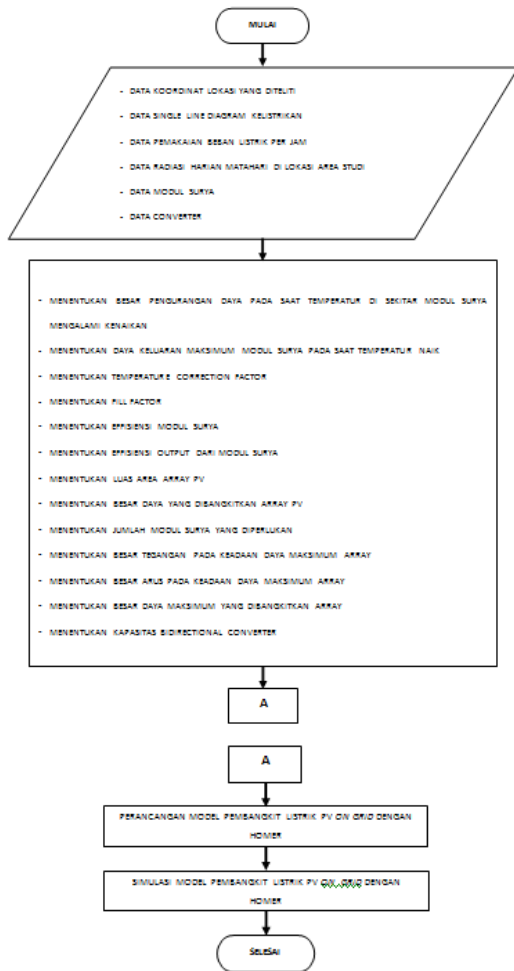 MULAI
- DATA KOORDINAT LOKASI YANG DITELITI
- DATA SINGLE LINE DIAGRAM KELISTRIKAN
- DATA PEMAKAIAN BEBAN LISTRIK PER JAM
- DATA RADIASI HARIAN MATAHARI DI LOKASI AREA STUDI
- DATA MODUL SURYA
- DATA CONVERTER
- MENENTUKAN BESAR PENGURANGAN DAYA PADA SAAT TEMPERATUR DI SEKITAR MODUL SURYA
MENGALAMI KENAIKAN
- MENENTUKAN DAYA KELUARAN MAKSIMUM MODUL SURYA PADA SAAT TEMPERATUR NAIK
- MENENTUKAN TEMPERATURE CORRECTION FACTOR
- MENENTUKAN FILL FACTOR
- MENENTUKAN EFFISIENSI MODUL SURYA
- MENENTUKAN EFFISIENSI OUTPUT DARI MODUL SURYA
- MENENTUKAN LUAS AREA ARRAY PV
- MENENTUKAN BESAR DAYA YANG DIBANGKITKAN ARRAY PV
- MENENTUKAN JUMLAH MODUL SURYA YANG DIPERLUKAN
- MENENTUKAN BESAR TEGANGAN PADA KEADAAN DAYA MAKSIMUM ARRAY
- MENENTUKAN BESAR ARUS PADA KEADAAN DAYA MAKSIMUM ARRAY
- MENENTUKAN BESAR DAYA MAKSIMUM YANG DIBANGKITKAN ARRAY
- MENENTUKAN KAPASITAS BIDIRECTIONAL CONVERTER
A
A
PERANCANGAN MODEL PEMBANGKIT LISTRIK PV ON GRID DENGAN
HOMER
SIMULASI MODEL PEMBANGKIT LISTRIK PV ON GRID DENGAN
HOMER
SELESAI